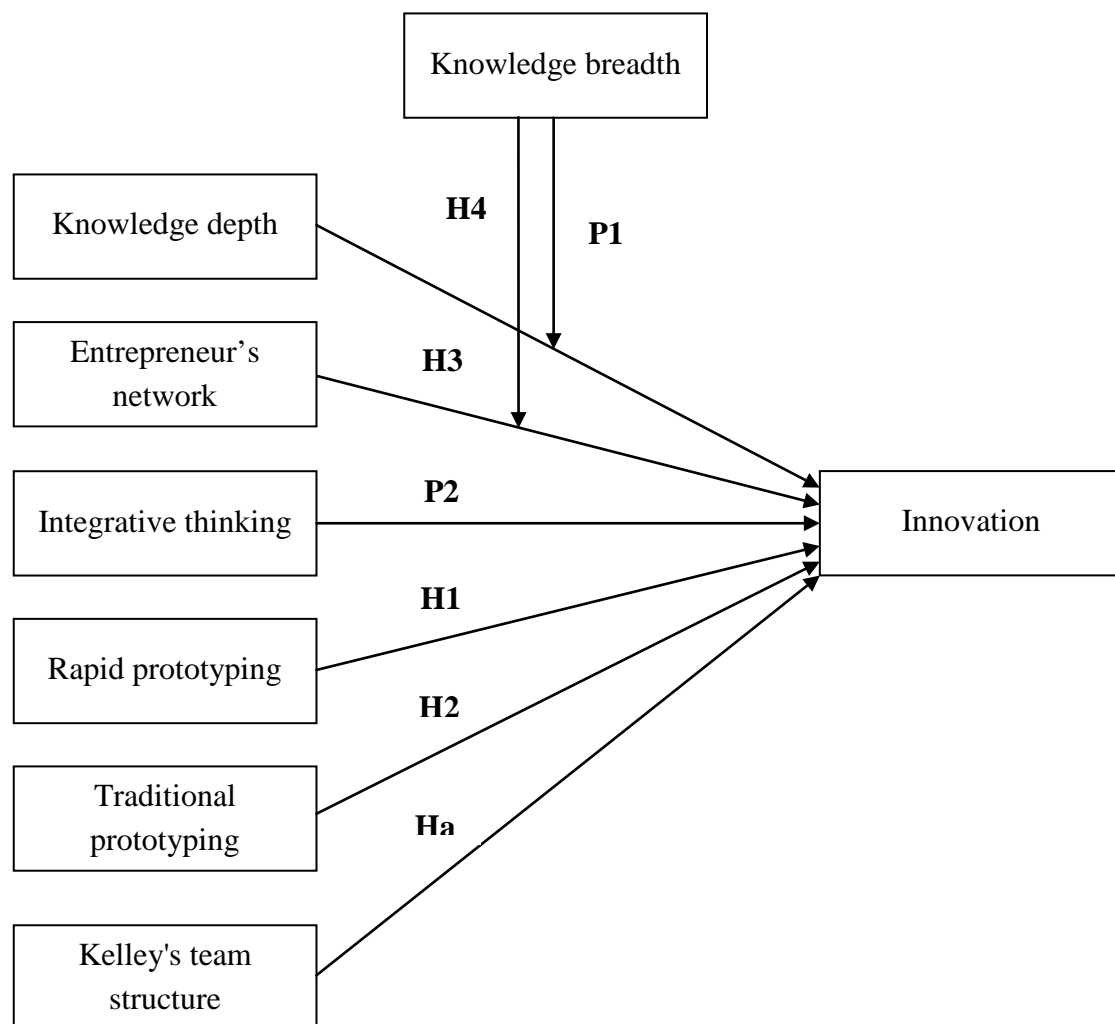 Knowledge breadth
H4
P1
Knowledge depth
Entrepreneur’s
network
H3
Integrative thinking
P2
Innovation
Rapid prototyping
H1
Traditional
prototyping
H2
Kelley's team
structure
Ha